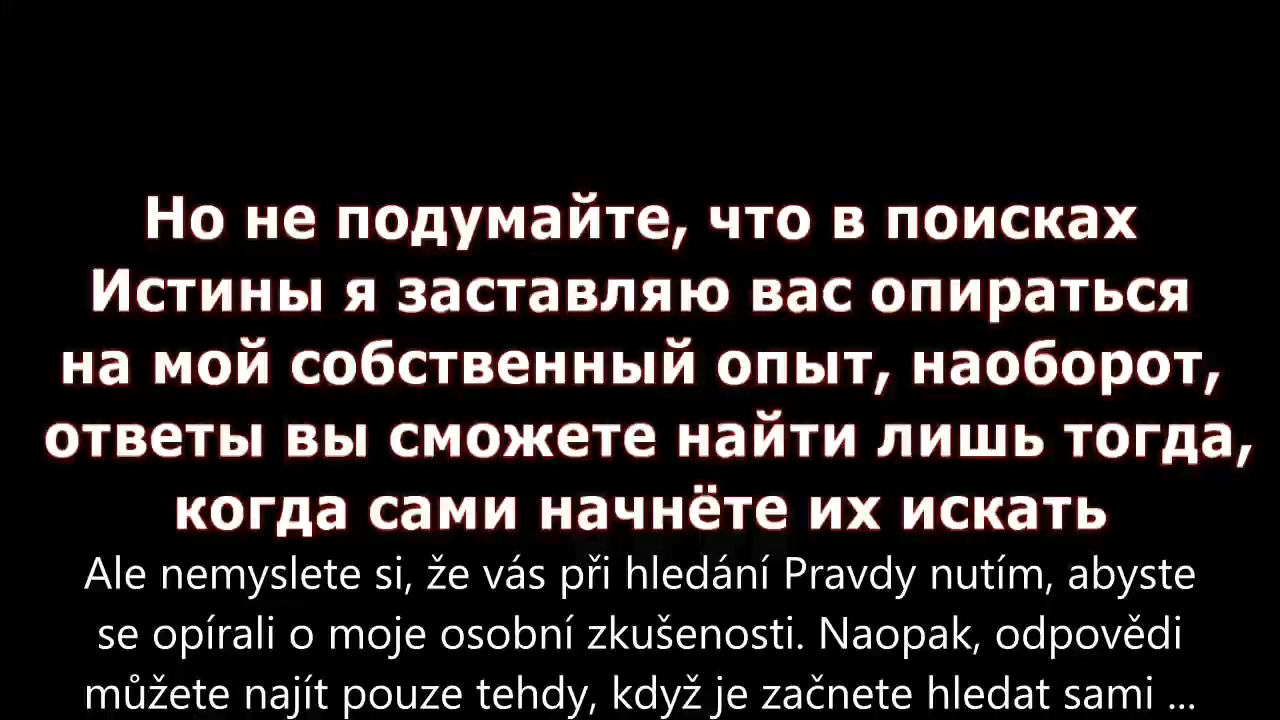 Но не подумайте, что в поисках
Истины я заставляю вас опираться
на мой собственный опыт, наоборот,
ответы вы сможете найти лишь тогда,
когда сами начнёте их искать
Ale nemyslete si, že vás při hledání Pravdy nutím, abyste
se opírali o moje osobní zkušenosti. Naopak, odpovědi
můžete najít pouze tehdy, když je začnete hledat sami ...